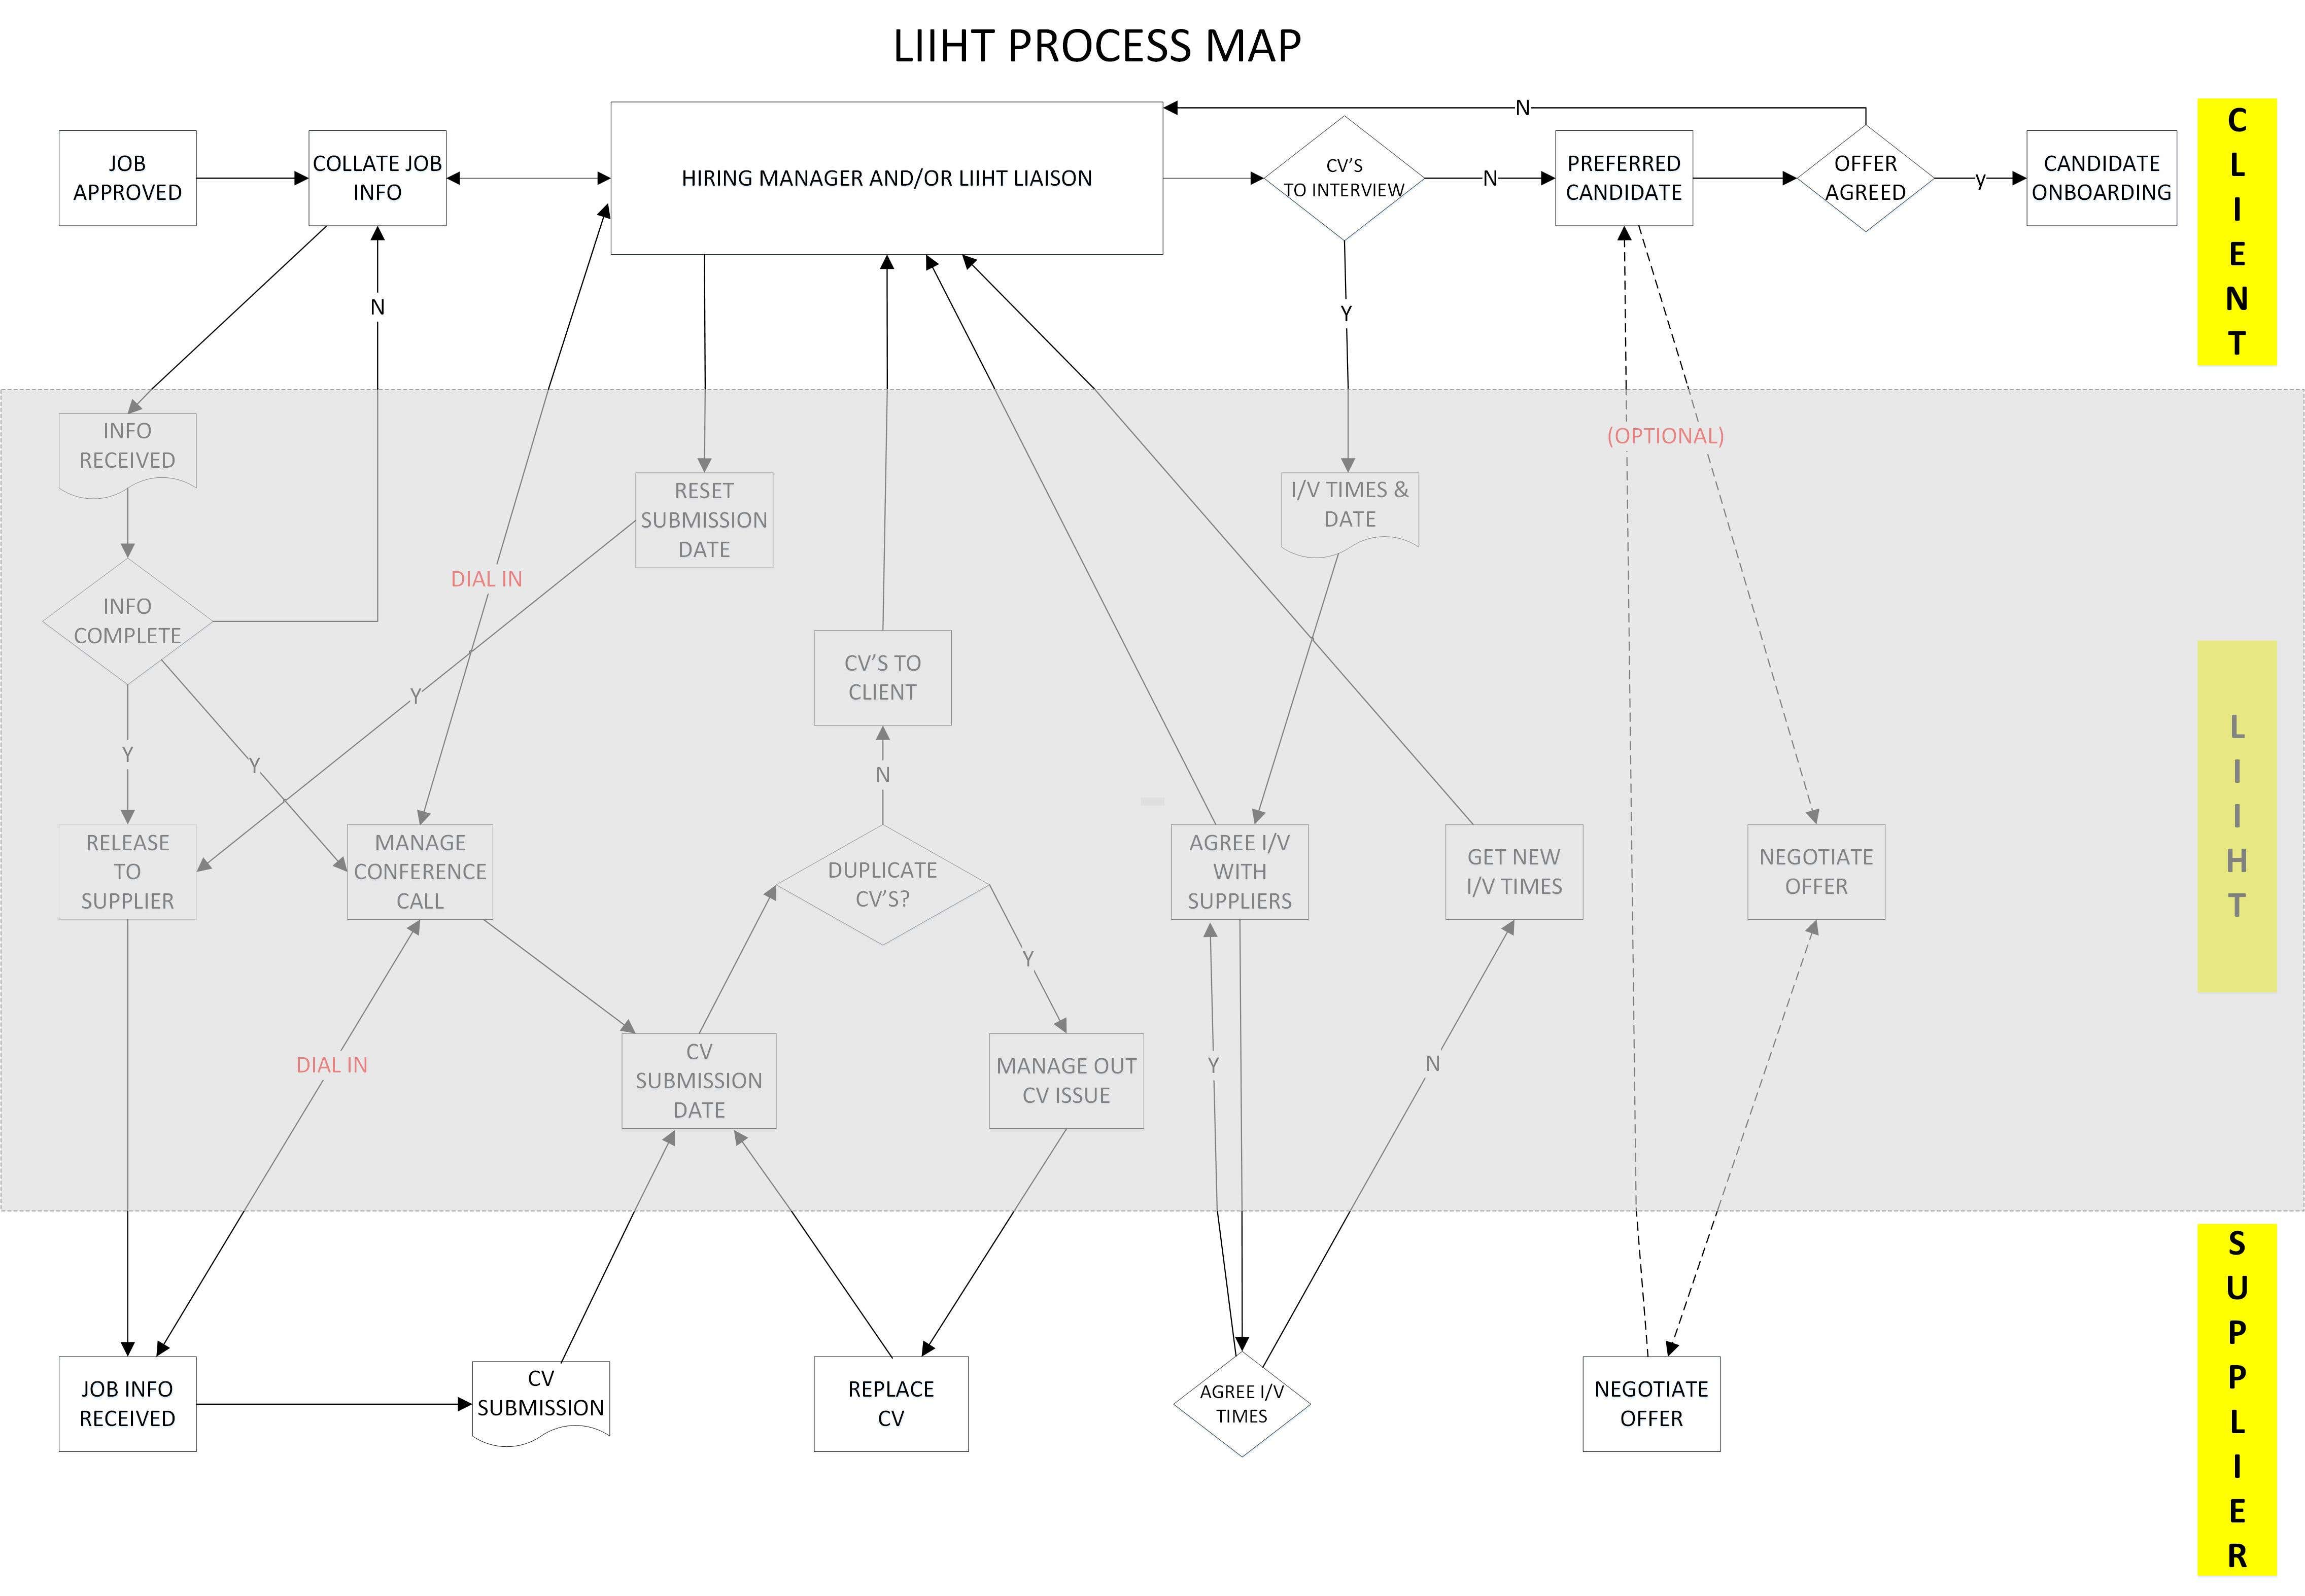 LIIHT PROCESS MAP
N
JOB
APPROVED
COLLATE JOB
INFO
HIRING MANAGER AND/OR LIIHT LIAISON
CV'S
TO INTERVIEW
N
PREFERRED
CANDIDATE
OFFER
AGREED
y
CANDIDATE
ONBOARDING
C
L
I
E
N
T
N
Y
INFO
RECEIVED
(OPTIONAL)
RESET
SUBMISSION
DATE
I/V TIMES &
DATE
DIAL IN
INFO
COMPLETE
CV'S TO
CLIENT
Y
Y
Y
N
L
I
I
H
T
RELEASE
TO
SUPPLIER
MANAGE
CONFERENCE
CALL
DUPLICATE
CV'S?
AGREE I/V
WITH
SUPPLIERS
GET NEW
I/V TIMES
NEGOTIATE
OFFER
Y
DIAL IN
CV
SUBMISSION
DATE
MANAGE OUT
CV ISSUE
Y
N
JOB INFO
RECEIVED
CV
SUBMISSION
REPLACE
CV
AGREE I/V
TIMES
NEGOTIATE
OFFER
S
U
P
P
L
I
E
R